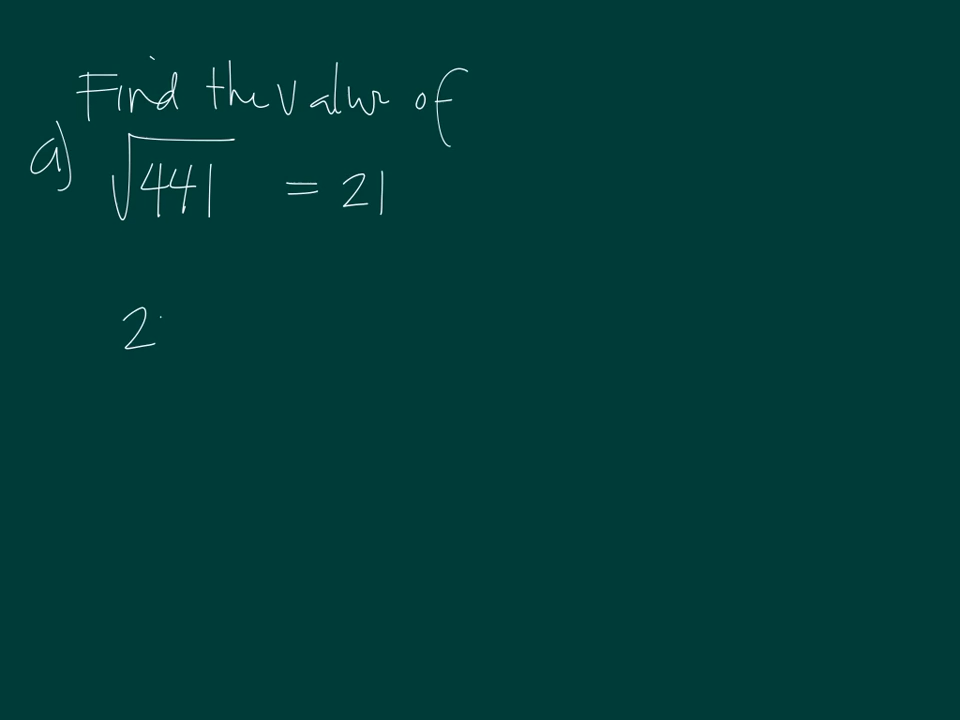 Find the value of
a) √441 = 21
2